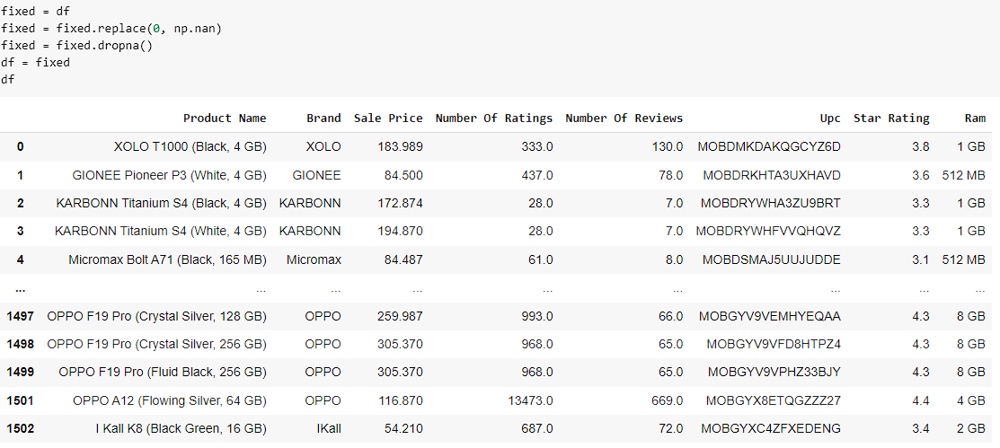 fixed = df
fixed = fixed.replace(0, np.nan)
fixed = fixed.dropna()
df = fixed
df
Product Name Brand Sale Price Number Of Ratings Number Of Reviews Upc Star Rating Ram
0 XOLO T1000 (Black, 4 GB) XOLO 183.989 333.0 130.0 MOBDMKDAKQGCYZ6D 3.8 1 GB
1 GIONEE Pioneer P3 (White, 4 GB) GIONEE 84.500 437.0 78.0 MOBDRKHTA3UXHAVD 3.6 512 MB
2 KARBONN Titanium S4 (Black, 4 GB) KARBONN 172.874 28.0 7.0 MOBDRYWHA3ZU9BRT 3.3 1 GB
3 KARBONN Titanium S4 (White, 4 GB) KARBONN 194.870 28.0 7.0 MOBDRYWHFVVQHQVZ 3.3 1 GB
4 Micromax Bolt A71 (Black, 165 MB) Micromax 84.487 61.0 8.0 MOBDSMAJ5UUJUDDE 3.1 512 MB
... ... ... ... ... ... ... ... ...
1497 OPPO F19 Pro (Crystal Silver, 128 GB) OPPO 259.987 993.0 66.0 MOBGYV9VEMHYEQAA 4.3 8 GB
1498 OPPO F19 Pro (Crystal Silver, 256 GB) OPPO 305.370 968.0 65.0 MOBGYV9VFD8HTPZ4 4.3 8 GB
1499 OPPO F19 Pro (Fluid Black, 256 GB) OPPO 305.370 968.0 65.0 MOBGYV9VPHZ33BJY 4.3 8 GB
1501 OPPO A12 (Flowing Silver, 64 GB) OPPO 116.870 13473.0 669.0 MOBGYX8ETQGZZZ27 4.4 4 GB
1502 I Kall K8 (Black Green, 16 GB) IKall 54.210 687.0 72.0 MOBGYXC4ZFXEDENG 3.4 2 GB